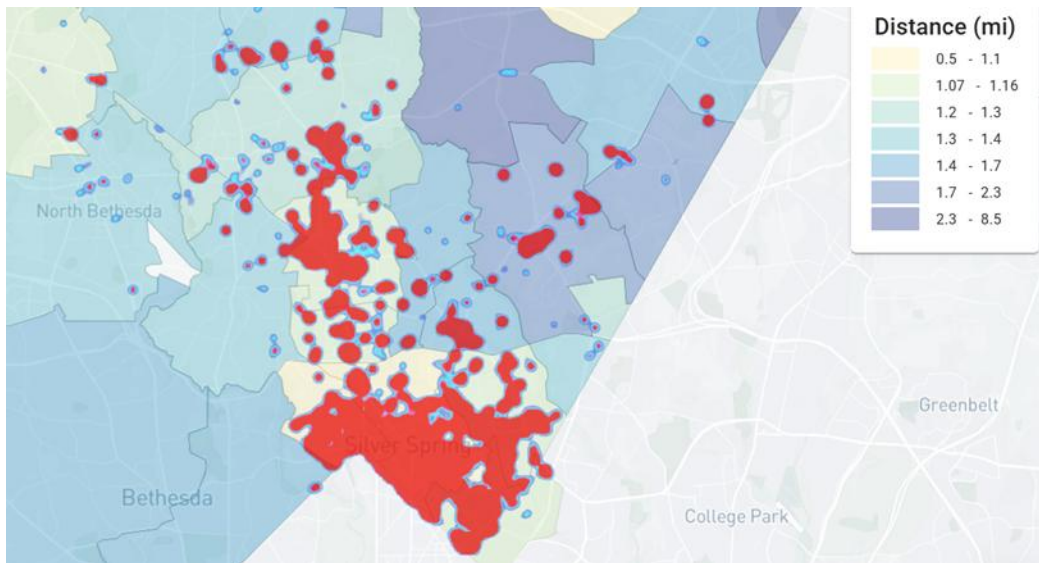 Distance (mi)
0.5 - 1.1
1.07 - 1.16
1.2 - 1.3
1.3 - 1.4
1.4 - 1.7
1.7 - 2.3
2.3 - 8.5
North Bethesda
Greenbelt
Silver Spring
Bethesda
College Park